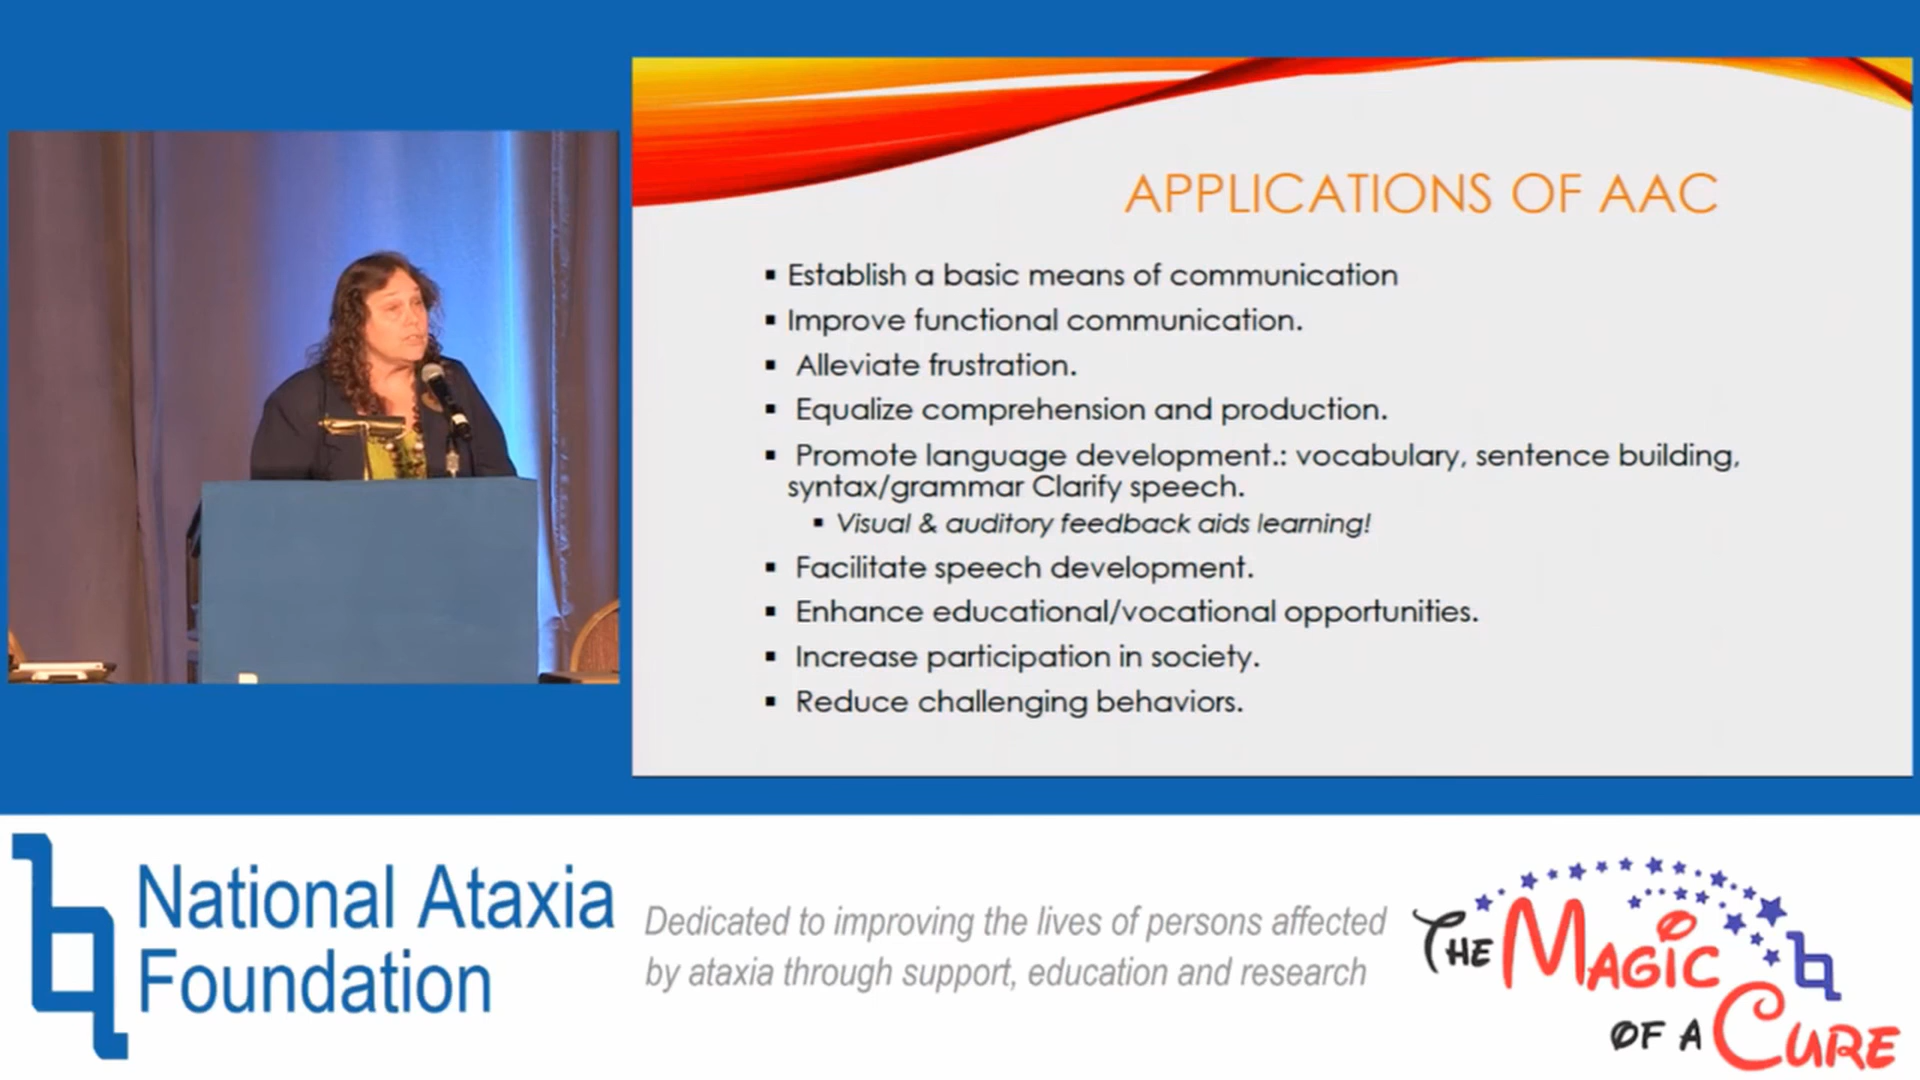 APPLICATIONS OF AAC
▪ Establish a basic means of communication
▪ Improve functional communication.
▪ Alleviate frustration.
▪ Equalize comprehension and production.
▪ Promote language development.: vocabulary, sentence building,
syntax/grammar Clarify speech.
▪ Visual & auditory feedback aids learning!
▪ Facilitate speech development.
▪ Enhance educational/vocational opportunities.
▪ Increase participation in society.
▪ Reduce challenging behaviors.
National Ataxia
Foundation
Dedicated to improving the lives of persons affected
by ataxia through support, education and research
THE MAGIC
OF A CURE